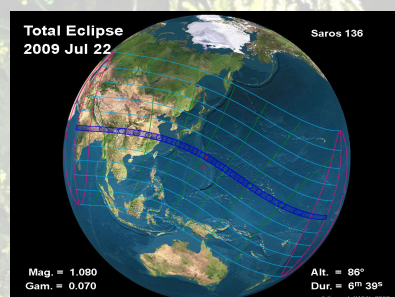 Total Eclipse
2009 Jul 22
Saros 136
Mag. = 1.080
Gam. = 0.070
Alt. = 86°
Dur. = 6m 39s